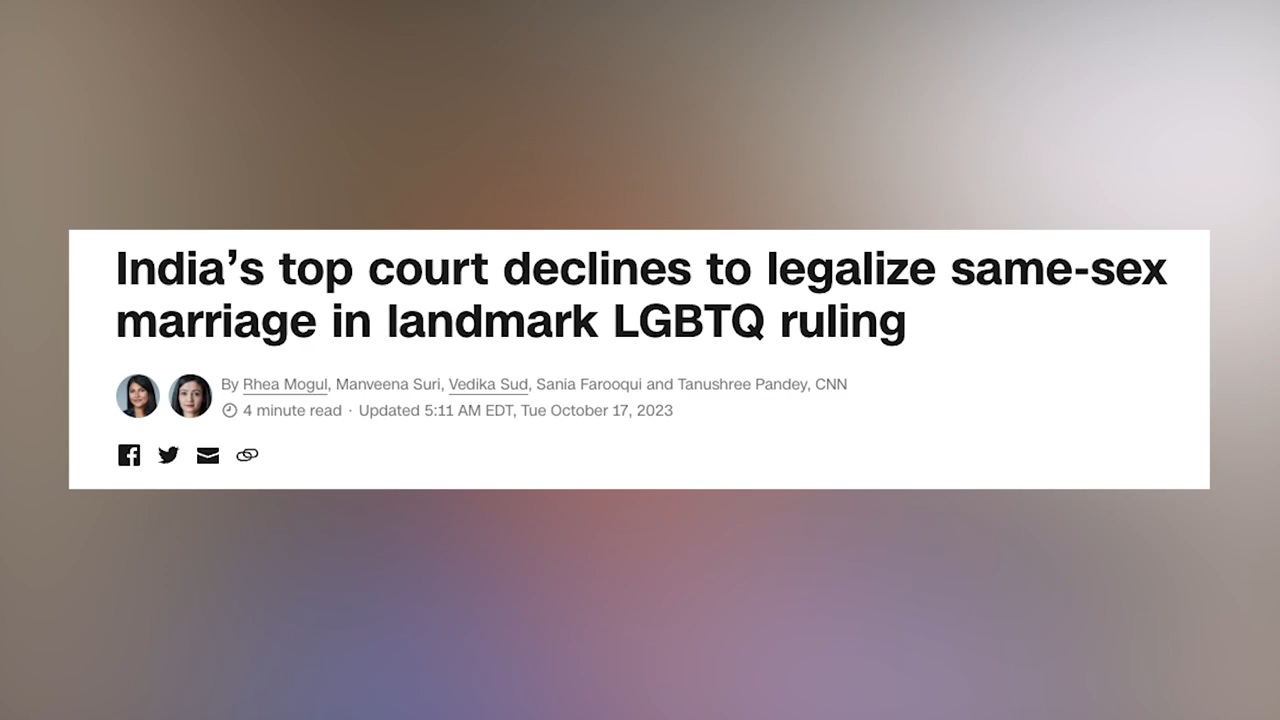 India’s top court declines to legalize same-sex
marriage in landmark LGBTQ ruling
By Rhea Mogul, Manveena Suri, Vedika Sud, Sania Farooqui and Tanushree Pandey, CNN
4 minute read · Updated 5:11 AM EDT, Tue October 17, 2023